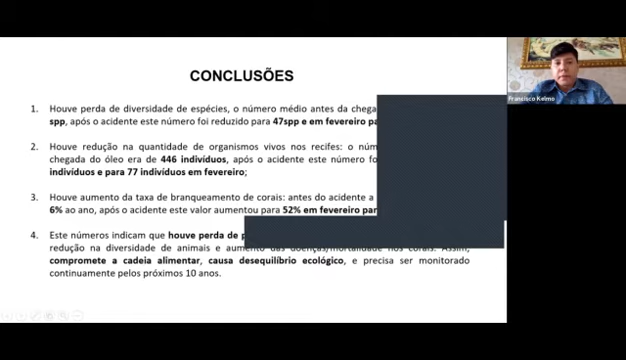 CONCLUSÕES
1. Houve perda de diversidade de espécies, o número médio antes da chega
spp, após o acidente este número foi reduzido para 47spp e em fevereiro pa
2. Houve redução na quantidade de organismos vivos nos recifes: o núm
chegada do óleo era de 446 indivíduos, após o acidente este número fo
indivíduos e para 77 indivíduos em fevereiro;
3. Houve aumento da taxa de branqueamento de corais: antes do acidente a
6% ao ano, após o acidente este valor aumentou para 52% em fevereiro par
4. Este números indicam que houve perda de
redução na diversidade de animais e aumento das doenças/mortalidade nos corais. Assim,
compromete a cadeia alimentar, causa desequilíbrio ecológico, e precisa ser monitorado
continuamente pelos próximos 10 anos.
Francisco Kelmo